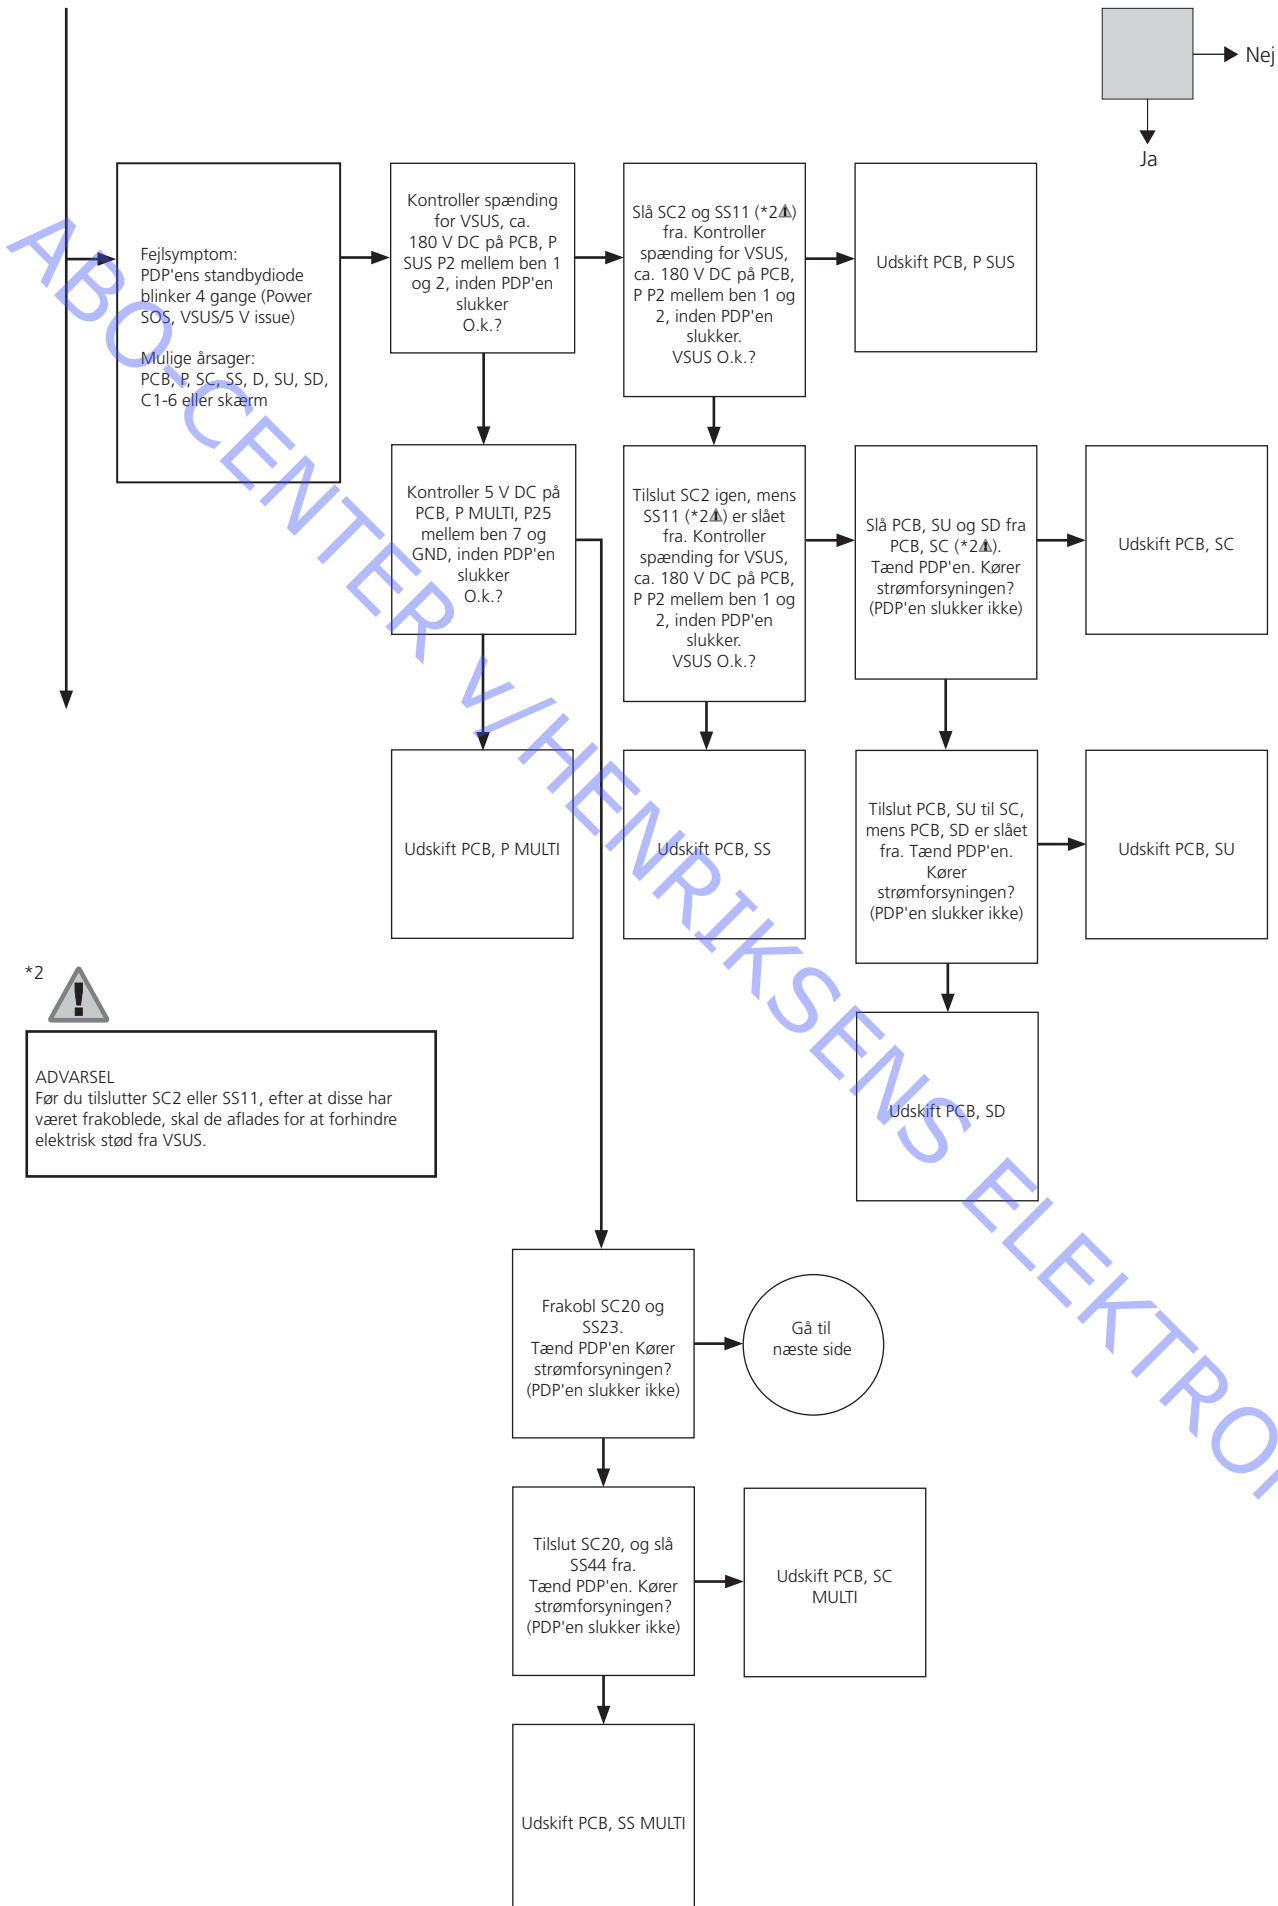 Nej
Ja
Fejlsymptom:
PDP'ens standbydiode
blinker 4 gange (Power
SOS, VSUS/5 V issue)
Mulige årsager:
PCB, P, SC, SS, D, SU, SD,
C1-6 eller skærm
Kontroller spænding
for VSUS, ca.
180 V DC på PCB, P
SUS P2 mellem ben 1
og 2, inden PDP'en
slukker
O.k.?
Slå SC2 og SS11 (*2⚠)
fra. Kontroller
spænding for VSUS,
ca. 180 V DC på PCB,
P P2 mellem ben 1 og
2, inden PDP'en
slukker.
VSUS O.k.?
Udskift PCB, P SUS
Kontroller 5 V DC på
PCB, P MULTI, P25
mellem ben 7 og
GND, inden PDP'en
slukker
O.k.?
Tilslut SC2 igen, mens
SS11 (*2⚠) er slået
fra. Kontroller
spænding for VSUS,
ca. 180 V DC på PCB,
P P2 mellem ben 1 og
2, inden PDP'en
slukker.
VSUS O.k.?
Slå PCB, SU og SD fra
PCB, SC (*2⚠).
Tænd PDP'en. Kører
strømforsyningen?
(PDP'en slukker ikke)
Udskift PCB, SC
Udskift PCB, P MULTI
Udskift PCB, SS
Tilslut PCB, SU til SC,
mens PCB, SD er slået
fra. Tænd PDP'en.
Kører
strømforsyningen?
(PDP'en slukker ikke)
Udskift PCB, SU
*2
ADVARSEL
Før du tilslutter SC2 eller SS11, efter at disse har
været frakoblede, skal de aflades for at forhindre
elektrisk stød fra VSUS.
Udskift PCB, SD
Frakobl SC20 og
SS23.
Tænd PDP'en Kører
strømforsyningen?
(PDP'en slukker ikke)
Gå til
næste side
Tilslut SC20, og slå
SS44 fra.
Tænd PDP'en. Kører
strømforsyningen?
(PDP'en slukker ikke)
Udskift PCB, SC
MULTI
Udskift PCB, SS MULTI
ABO-CENTER v/HENRIKSENS ELEKTRO